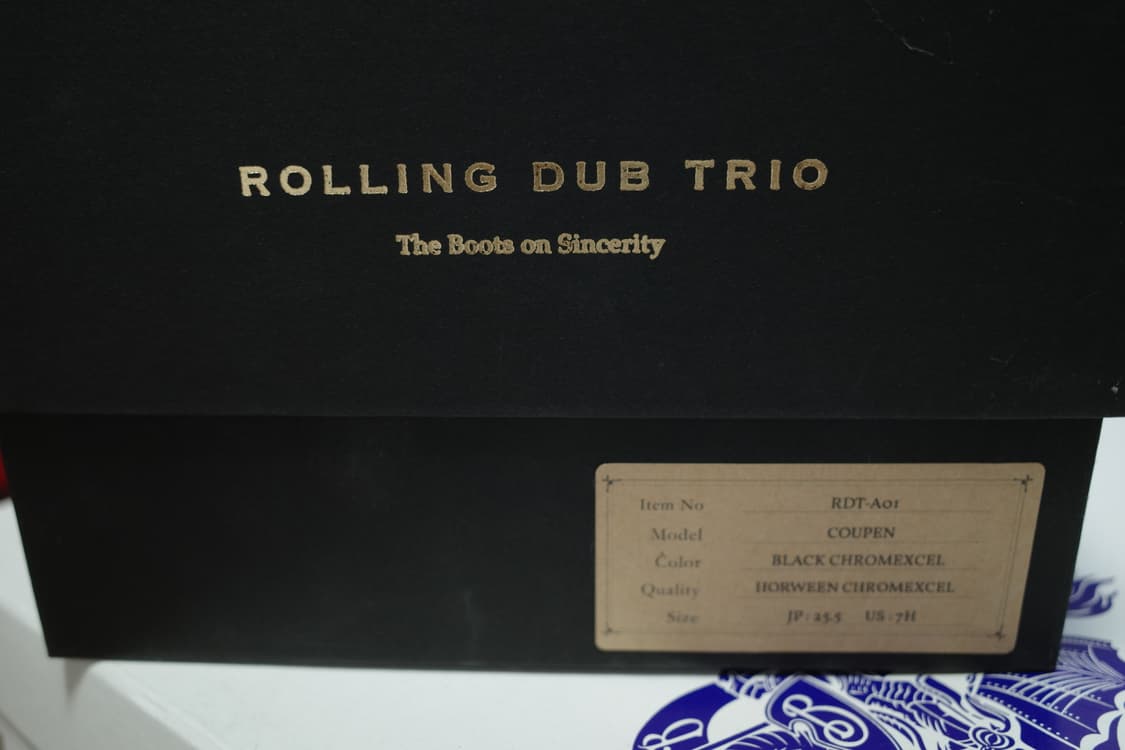 ROLLING DUB TRIO
The Boots on Sincerity
Item No RDT-A01
Model COUPEN
Color BLACK CHROMEXCEL
Quality HORWEEN CHROMEXCEL
Size JP : 25.5 US : 7H